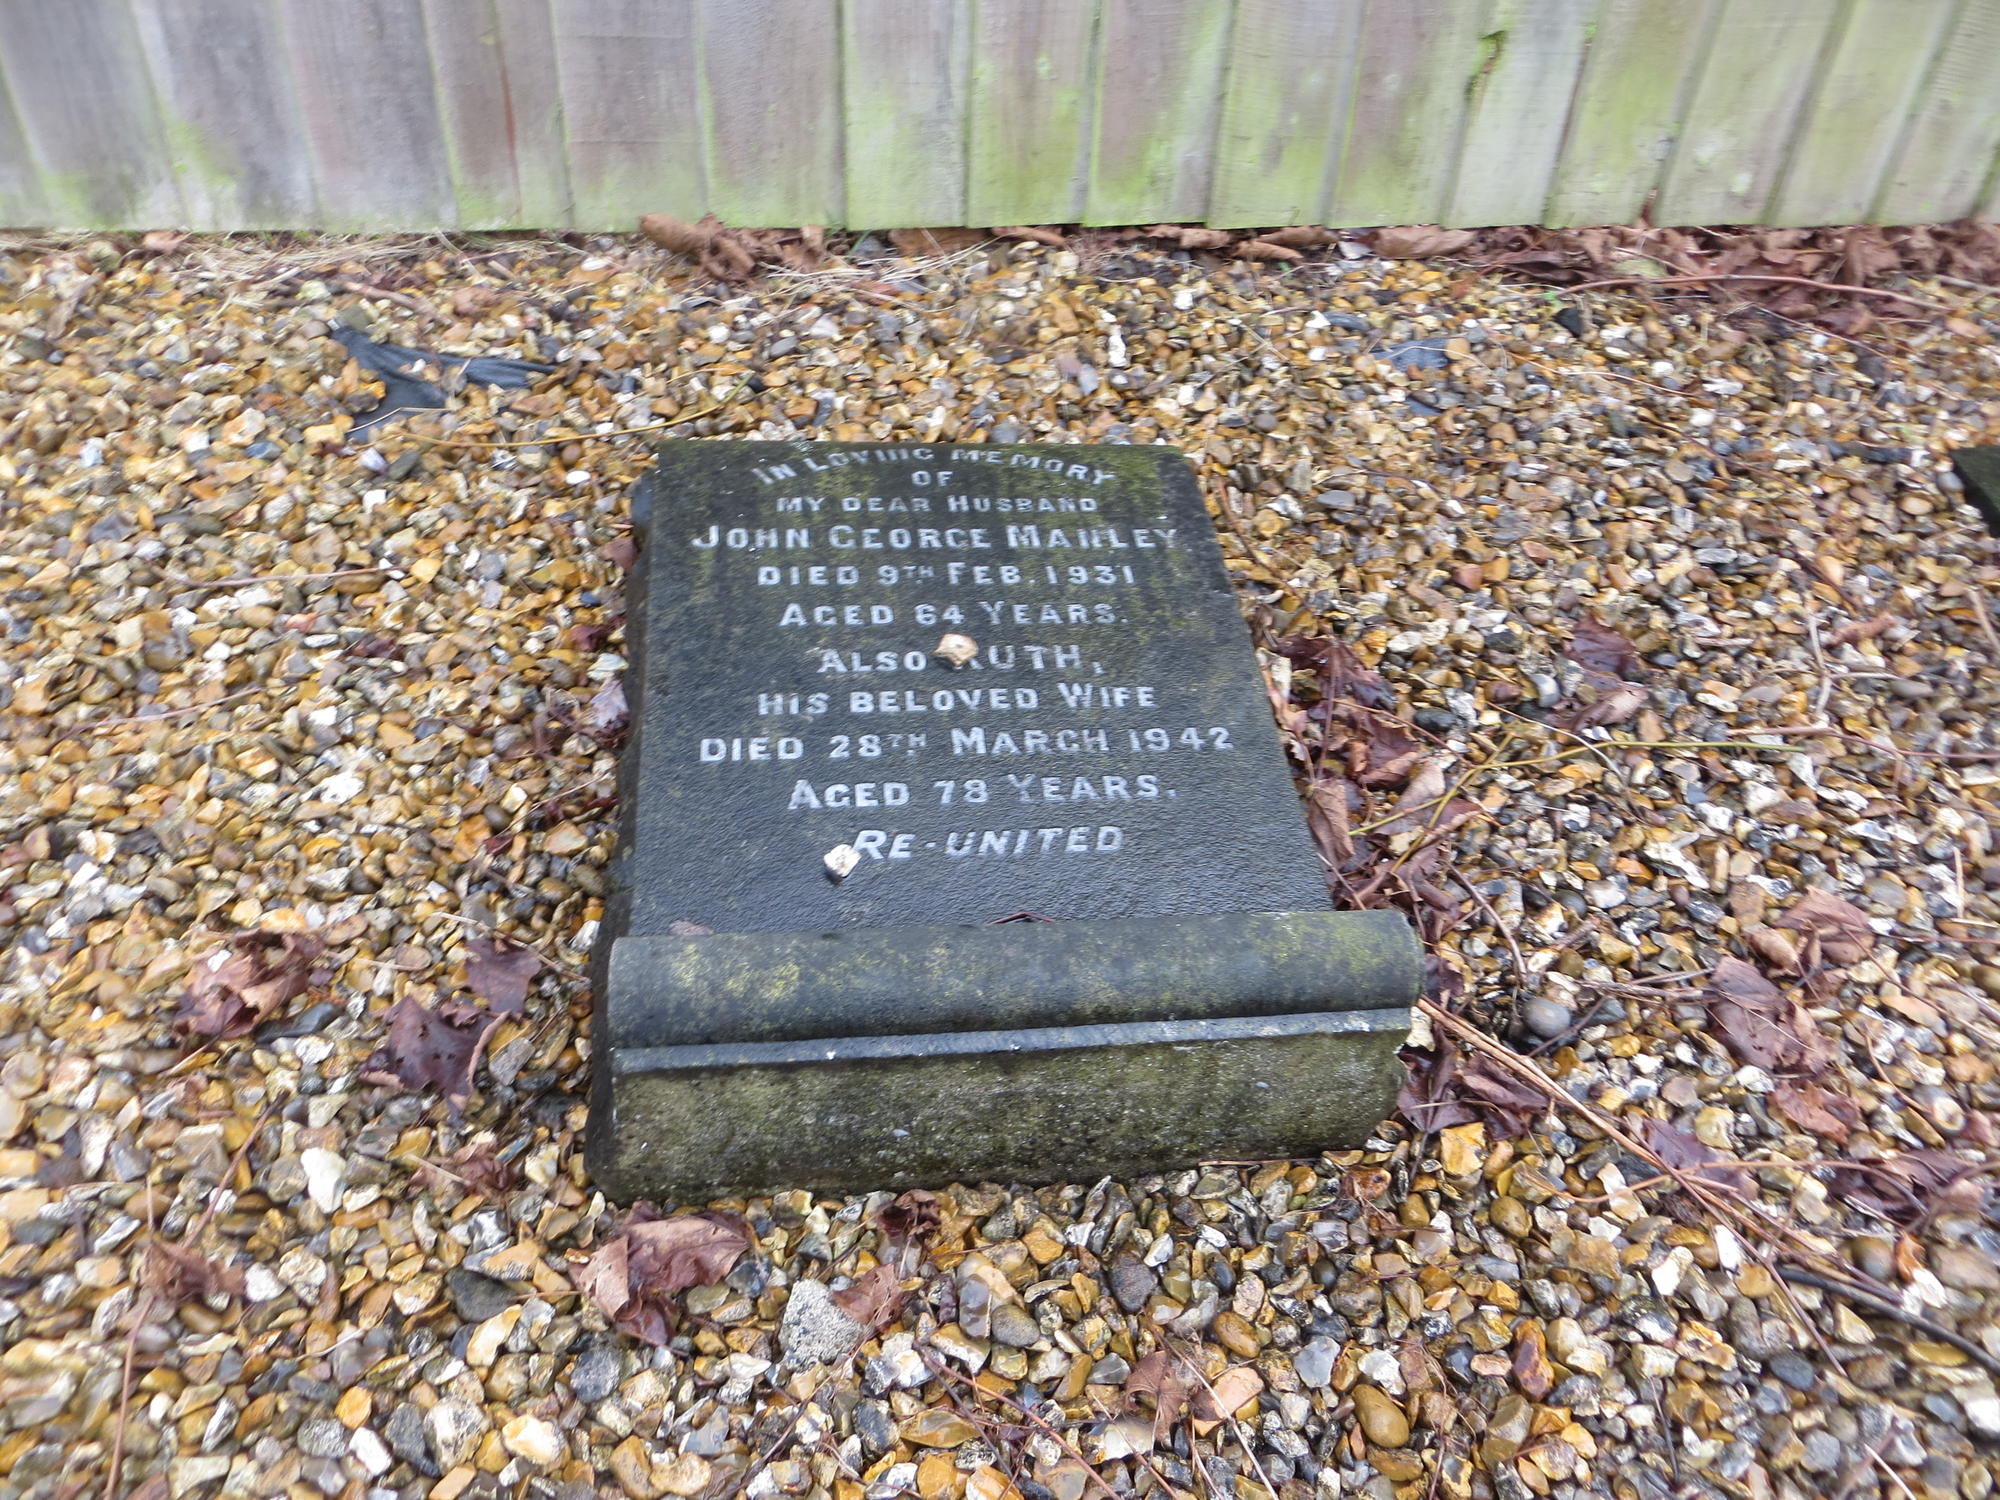 IN LOVING MEMORY
OF
MY DEAR HUSBAND
JOHN GEORGE MANLEY
DIED 9TH FEB. 1931
AGED 64 YEARS.
ALSO RUTH,
HIS BELOVED WIFE
DIED 28TH MARCH 1942
AGED 78 YEARS.
RE-UNITED